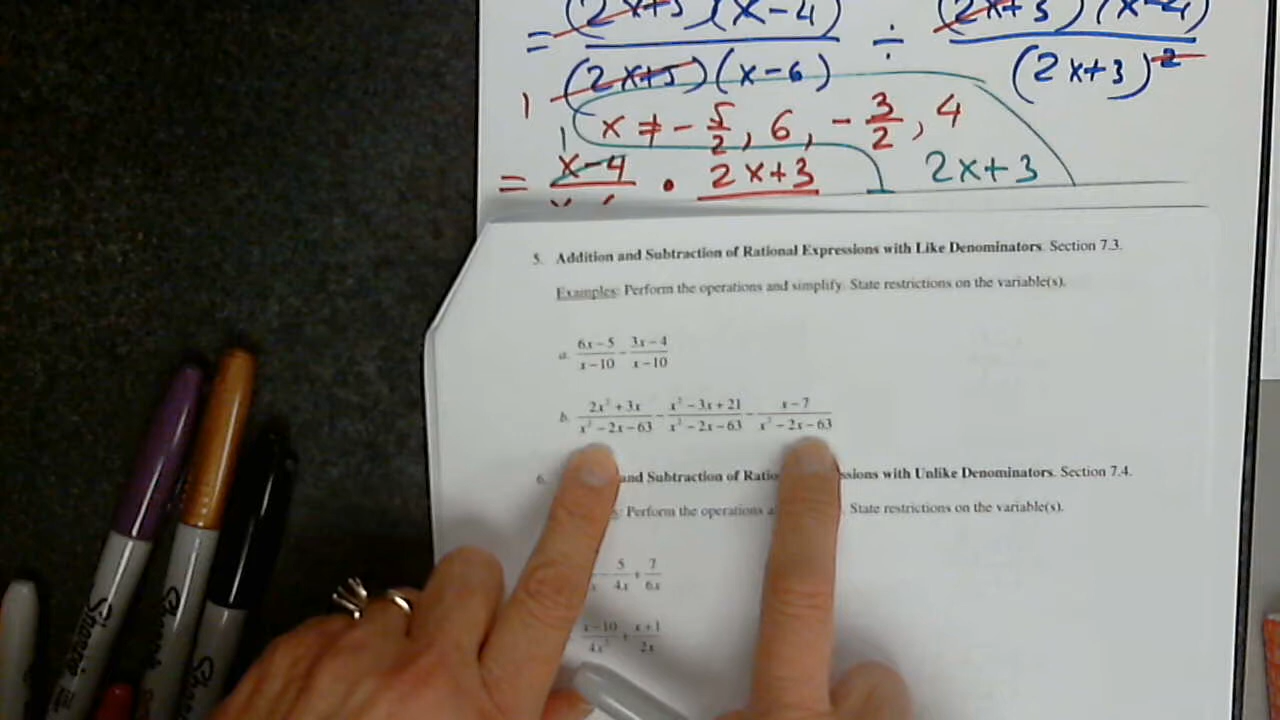 = (2x+5)(x-4) / (2x+5)(x-6) ÷ (2x+3)(x-4) / (2x+3)²
1
1 x ≠ - 5/2, 6, - 3/2, 4
= x-4 / • 2x+3 / 2x+3
5. Addition and Subtraction of Rational Expressions with Like Denominators. Section 7.3.
Examples: Perform the operations and simplify. State restrictions on the variable(s).
a. (6x-5)/(x-10) - (3x-4)/(x-10)
b. (2x²+3x)/(x²-2x-63) - (x²-3x+21)/(x²-2x-63) - (x-7)/(x²-2x-63)
6. and Subtraction of Ratio ssions with Unlike Denominators. Section 7.4.
Perform the operations a . State restrictions on the variable(s).
5/4x + 7/6x
(x-10)/4x² + (x+1)/2x
Sharpie
Sharpie